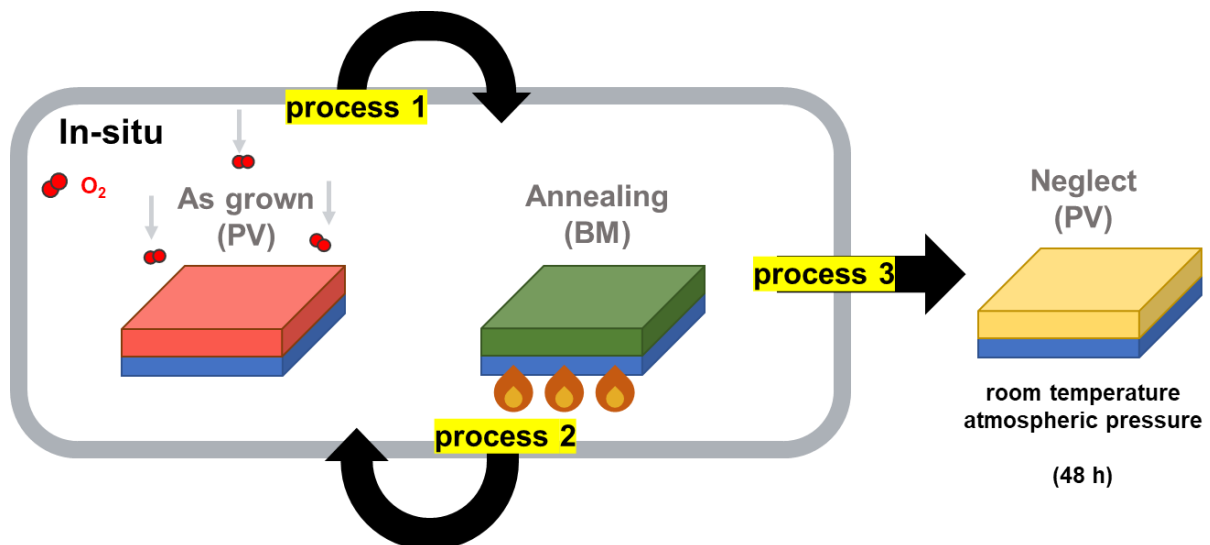 process 1
In-situ
O₂
As grown
(PV)
Annealing
(BM)
Neglect
(PV)
process 3
process 2
room temperature
atmospheric pressure
(48 h)